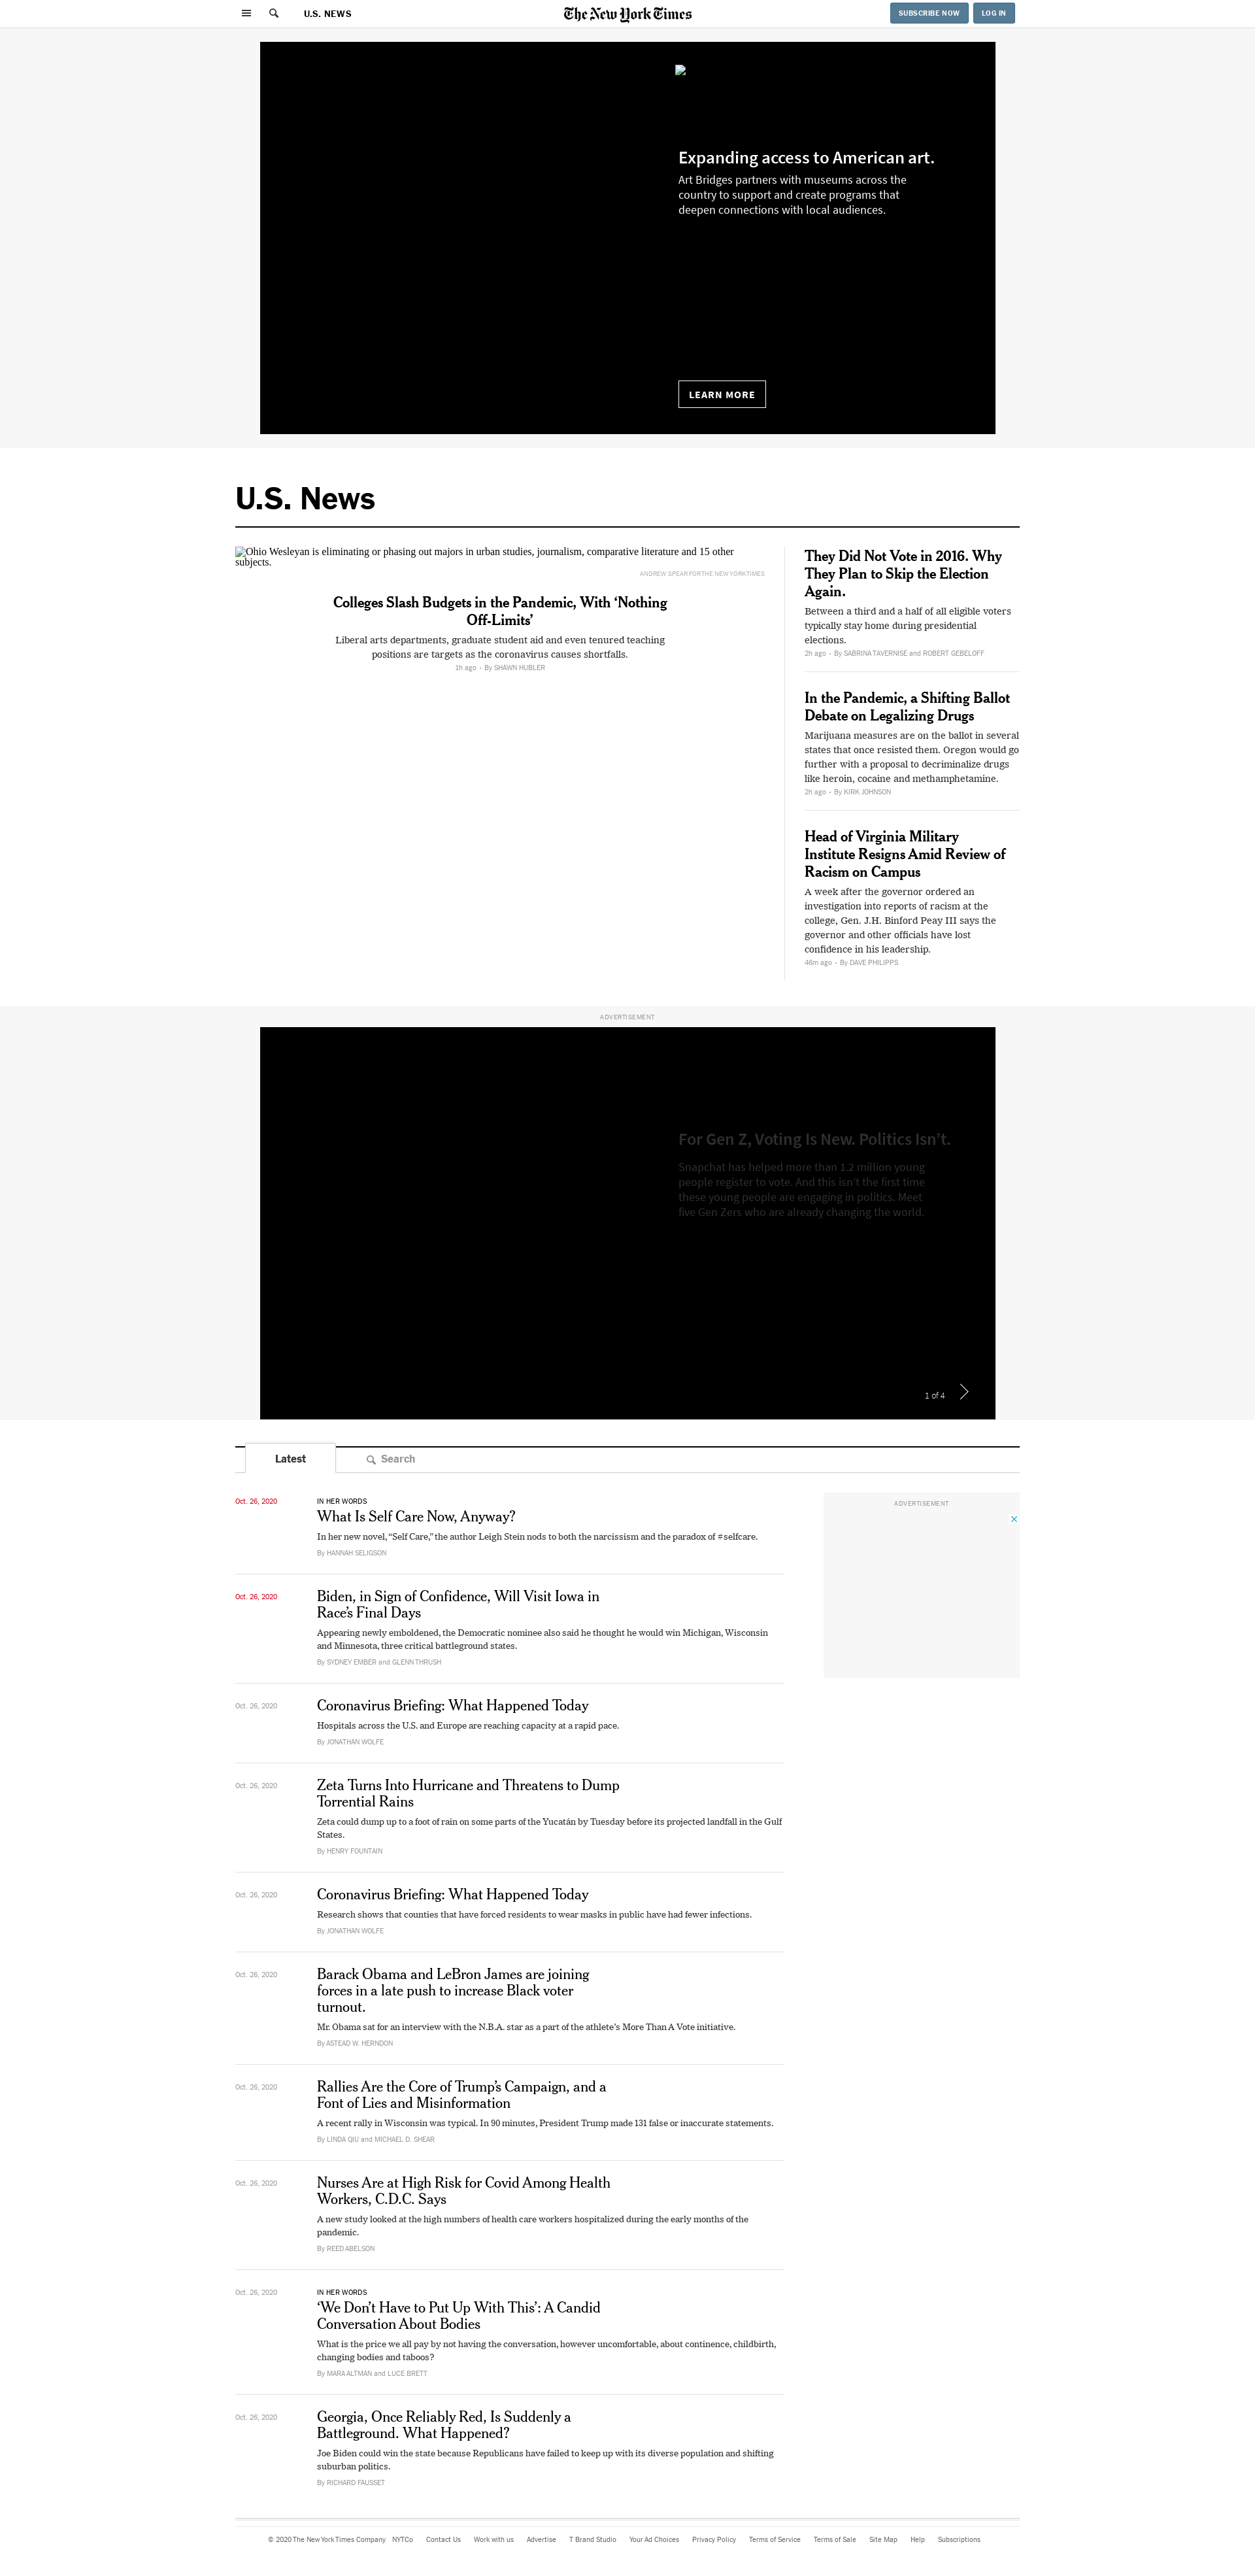 U.S. NEWS
The New York Times
SUBSCRIBE NOW
LOG IN
Expanding access to American art.
Art Bridges partners with museums across the
country to support and create programs that
deepen connections with local audiences.
LEARN MORE
U.S. News
Ohio Wesleyan is eliminating or phasing out majors in urban studies, journalism, comparative literature and 15 other
subjects.
ANDREW SPEAR FOR THE NEW YORK TIMES
Colleges Slash Budgets in the Pandemic, With ‘Nothing
Off-Limits’
Liberal arts departments, graduate student aid and even tenured teaching
positions are targets as the coronavirus causes shortfalls.
1h ago • By SHAWN HUBLER
They Did Not Vote in 2016. Why
They Plan to Skip the Election
Again.
Between a third and a half of all eligible voters
typically stay home during presidential
elections.
2h ago • By SABRINA TAVERNISE and ROBERT GEBELOFF
In the Pandemic, a Shifting Ballot
Debate on Legalizing Drugs
Marijuana measures are on the ballot in several
states that once resisted them. Oregon would go
further with a proposal to decriminalize drugs
like heroin, cocaine and methamphetamine.
2h ago • By KIRK JOHNSON
Head of Virginia Military
Institute Resigns Amid Review of
Racism on Campus
A week after the governor ordered an
investigation into reports of racism at the
college, Gen. J.H. Binford Peay III says the
governor and other officials have lost
confidence in his leadership.
46m ago • By DAVE PHILIPPS
ADVERTISEMENT
For Gen Z, Voting Is New. Politics Isn’t.
Snapchat has helped more than 1.2 million young
people register to vote. And this isn’t the first time
these young people are engaging in politics. Meet
five Gen Zers who are already changing the world.
1 of 4
Latest
Search
ADVERTISEMENT
Oct. 26, 2020
IN HER WORDS
What Is Self Care Now, Anyway?
In her new novel, “Self Care,” the author Leigh Stein nods to both the narcissism and the paradox of #selfcare.
By HANNAH SELIGSON
Oct. 26, 2020
Biden, in Sign of Confidence, Will Visit Iowa in
Race’s Final Days
Appearing newly emboldened, the Democratic nominee also said he thought he would win Michigan, Wisconsin
and Minnesota, three critical battleground states.
By SYDNEY EMBER and GLENN THRUSH
Oct. 26, 2020
Coronavirus Briefing: What Happened Today
Hospitals across the U.S. and Europe are reaching capacity at a rapid pace.
By JONATHAN WOLFE
Oct. 26, 2020
Zeta Turns Into Hurricane and Threatens to Dump
Torrential Rains
Zeta could dump up to a foot of rain on some parts of the Yucatán by Tuesday before its projected landfall in the Gulf
States.
By HENRY FOUNTAIN
Oct. 26, 2020
Coronavirus Briefing: What Happened Today
Research shows that counties that have forced residents to wear masks in public have had fewer infections.
By JONATHAN WOLFE
Oct. 26, 2020
Barack Obama and LeBron James are joining
forces in a late push to increase Black voter
turnout.
Mr. Obama sat for an interview with the N.B.A. star as a part of the athlete’s More Than A Vote initiative.
By ASTEAD W. HERNDON
Oct. 26, 2020
Rallies Are the Core of Trump’s Campaign, and a
Font of Lies and Misinformation
A recent rally in Wisconsin was typical. In 90 minutes, President Trump made 131 false or inaccurate statements.
By LINDA QIU and MICHAEL D. SHEAR
Oct. 26, 2020
Nurses Are at High Risk for Covid Among Health
Workers, C.D.C. Says
A new study looked at the high numbers of health care workers hospitalized during the early months of the
pandemic.
By REED ABELSON
Oct. 26, 2020
IN HER WORDS
‘We Don’t Have to Put Up With This’: A Candid
Conversation About Bodies
What is the price we all pay by not having the conversation, however uncomfortable, about continence, childbirth,
changing bodies and taboos?
By MARA ALTMAN and LUCE BRETT
Oct. 26, 2020
Georgia, Once Reliably Red, Is Suddenly a
Battleground. What Happened?
Joe Biden could win the state because Republicans have failed to keep up with its diverse population and shifting
suburban politics.
By RICHARD FAUSSET
© 2020 The New York Times Company NYTCo Contact Us Work with us Advertise T Brand Studio Your Ad Choices Privacy Policy Terms of Service Terms of Sale Site Map Help Subscriptions